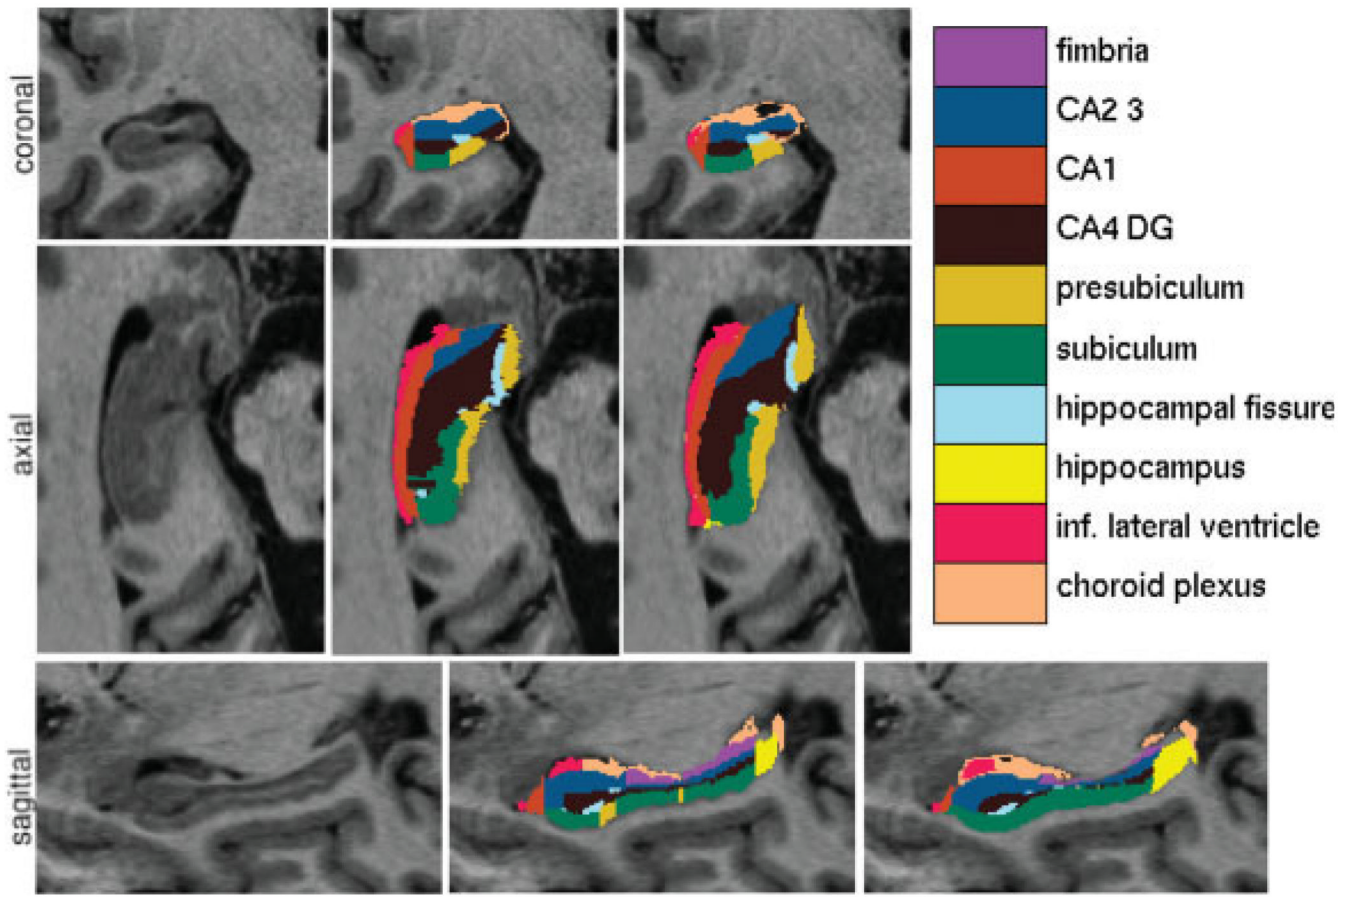 coronal
axial
sagittal
fimbria
CA2 3
CA1
CA4 DG
presubiculum
subiculum
hippocampal fissure
hippocampus
inf. lateral ventricle
choroid plexus